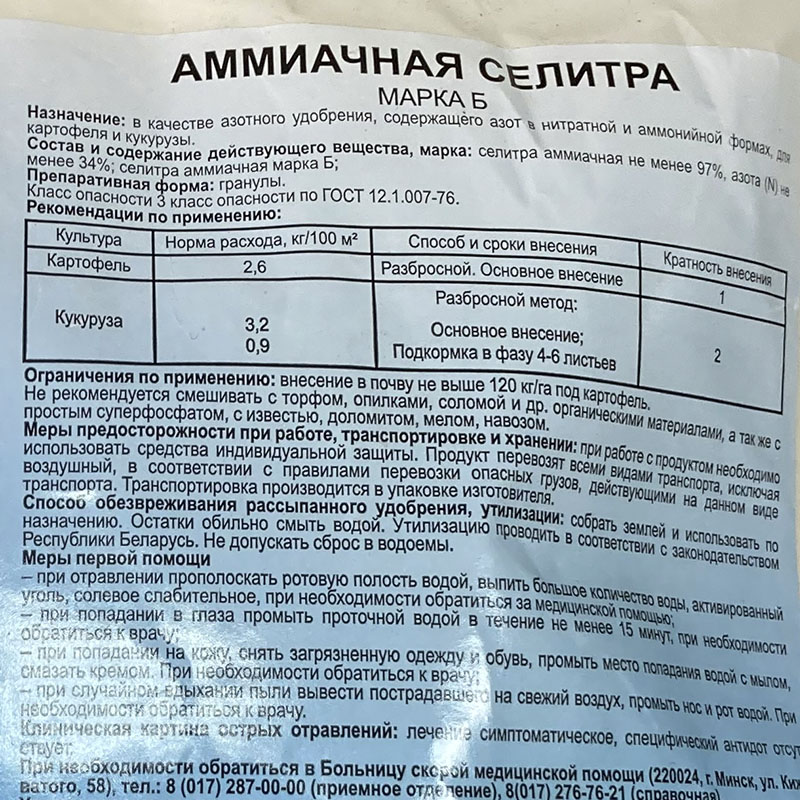 АММИАЧНАЯ СЕЛИТРА
МАРКА Б
Назначение: в качестве азотного удобрения, содержащего азот в нитратной и аммонийной формах, для
картофеля и кукурузы.
Состав и содержание действующего вещества, марка: селитра аммиачная не менее 97%, азота (N) не
менее 34%; селитра аммиачная марка Б;
Препаративная форма: гранулы.
Класс опасности 3 класс опасности по ГОСТ 12.1.007-76.
Рекомендации по применению:
Культура Норма расхода, кг/100 м² Способ и сроки внесения Кратность внесения
Картофель 2,6 Разбросной. Основное внесение 1
Разбросной метод:
Кукуруза 3,2 Основное внесение; 2
0,9 Подкормка в фазу 4-6 листьев
Ограничения по применению: внесение в почву не выше 120 кг/га под картофель.
Не рекомендуется смешивать с торфом, опилками, соломой и др. органическими материалами, а так же с
простым суперфосфатом, с известью, доломитом, мелом, навозом.
Меры предосторожности при работе, транспортировке и хранении: при работе с продуктом необходимо
использовать средства индивидуальной защиты. Продукт перевозят всеми видами транспорта, исключая
воздушный, в соответствии с правилами перевозки опасных грузов, действующими на данном виде
транспорта. Транспортировка производится в упаковке изготовителя.
Способ обезвреживания рассыпанного удобрения, утилизации: собрать землей и использовать по
назначению. Остатки обильно смыть водой. Утилизацию проводить в соответствии с законодательством
Республики Беларусь. Не допускать сброс в водоемы.
Меры первой помощи
– при отравлении прополоскать ротовую полость водой, выпить большое количество воды, активированный
уголь, солевое слабительное, при необходимости обратиться за медицинской помощью;
– при попадании в глаза промыть проточной водой в течение не менее 15 минут, при необходимости
обратиться к врачу;
– при попадании на кожу, снять загрязненную одежду и обувь, промыть место попадания водой с мылом,
смазать кремом. При необходимости обратиться к врачу;
– при случайном вдыхании пыли вывести пострадавшего на свежий воздух, промыть нос и рот водой. При
необходимости обратиться к врачу.
Клиническая картина острых отравлений: лечение симптоматическое, специфический антидот отсут
ствует.
При необходимости обратиться в Больницу скорой медицинской помощи (220024, г. Минск, ул. Киж
ватого, 58), тел.: 8 (017) 287-00-00 (приемное отделение), 8(017) 276-76-21 (справочная)